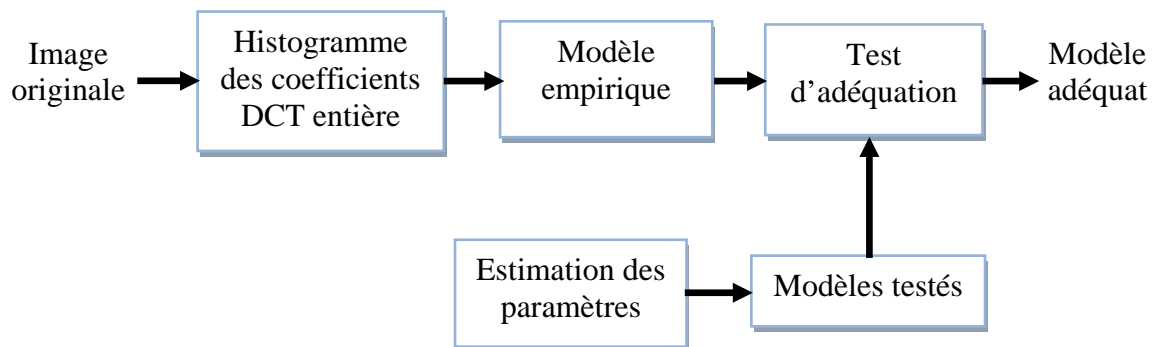 Image
originale
Histogramme
des coefficients
DCT entière
Modèle
empirique
Test
d’adéquation
Modèle
adéquat
Estimation des
paramètres
Modèles testés